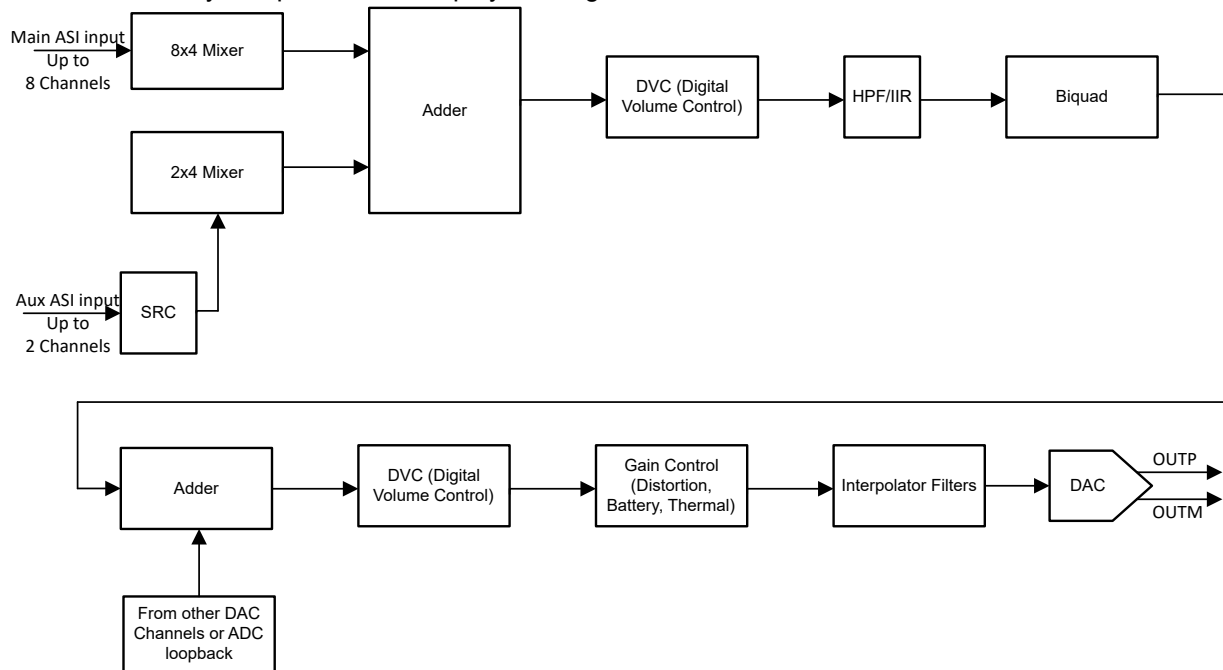 Main ASI input
Up to
8 Channels
8x4 Mixer
2x4 Mixer
Adder
DVC (Digital
Volume Control)
HPF/IIR
Biquad
Aux ASI input
Up to
2 Channels
SRC
Adder
DVC (Digital
Volume Control)
Gain Control
(Distortion,
Battery, Thermal)
Interpolator Filters
DAC
OUTP
OUTM
From other DAC
Channels or ADC
loopback